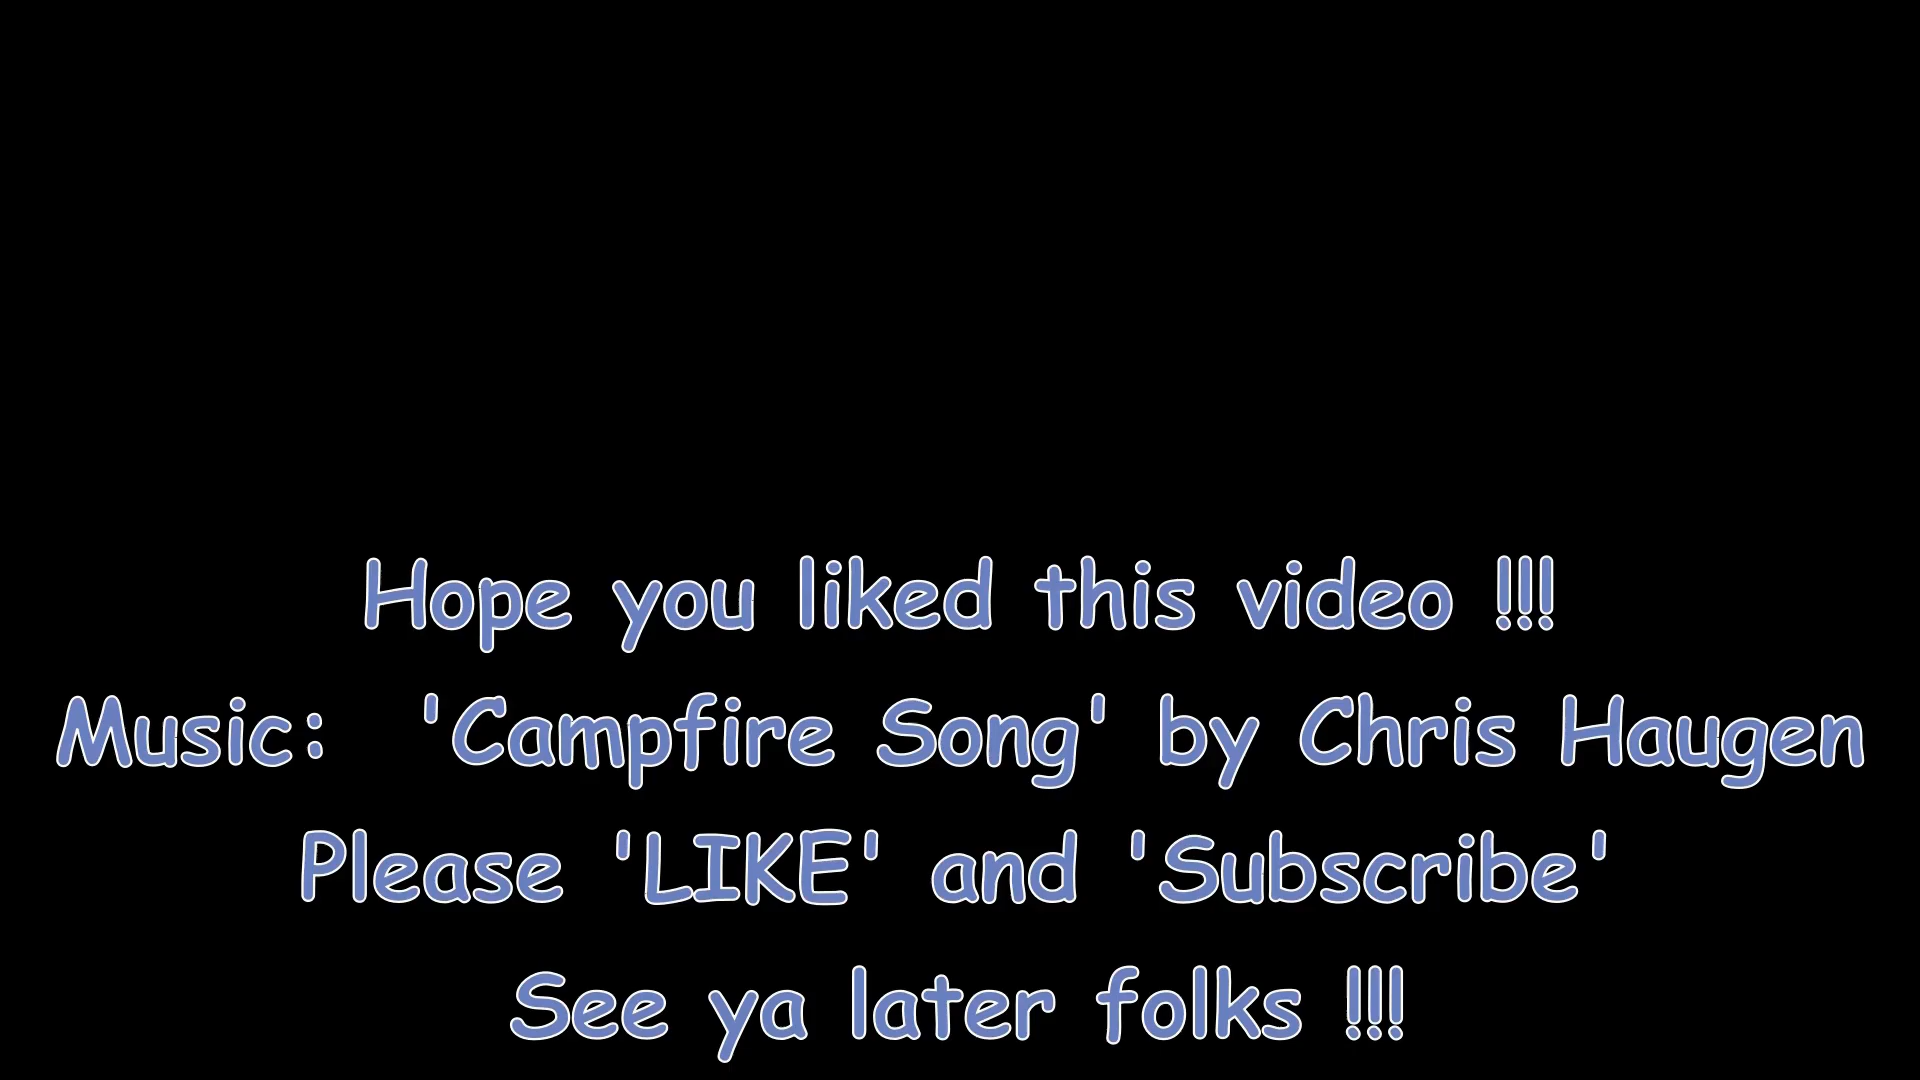 Hope you liked this video !!!
Music:  'Campfire Song' by Chris Haugen
Please 'LIKE' and 'Subscribe'
See ya later folks !!!